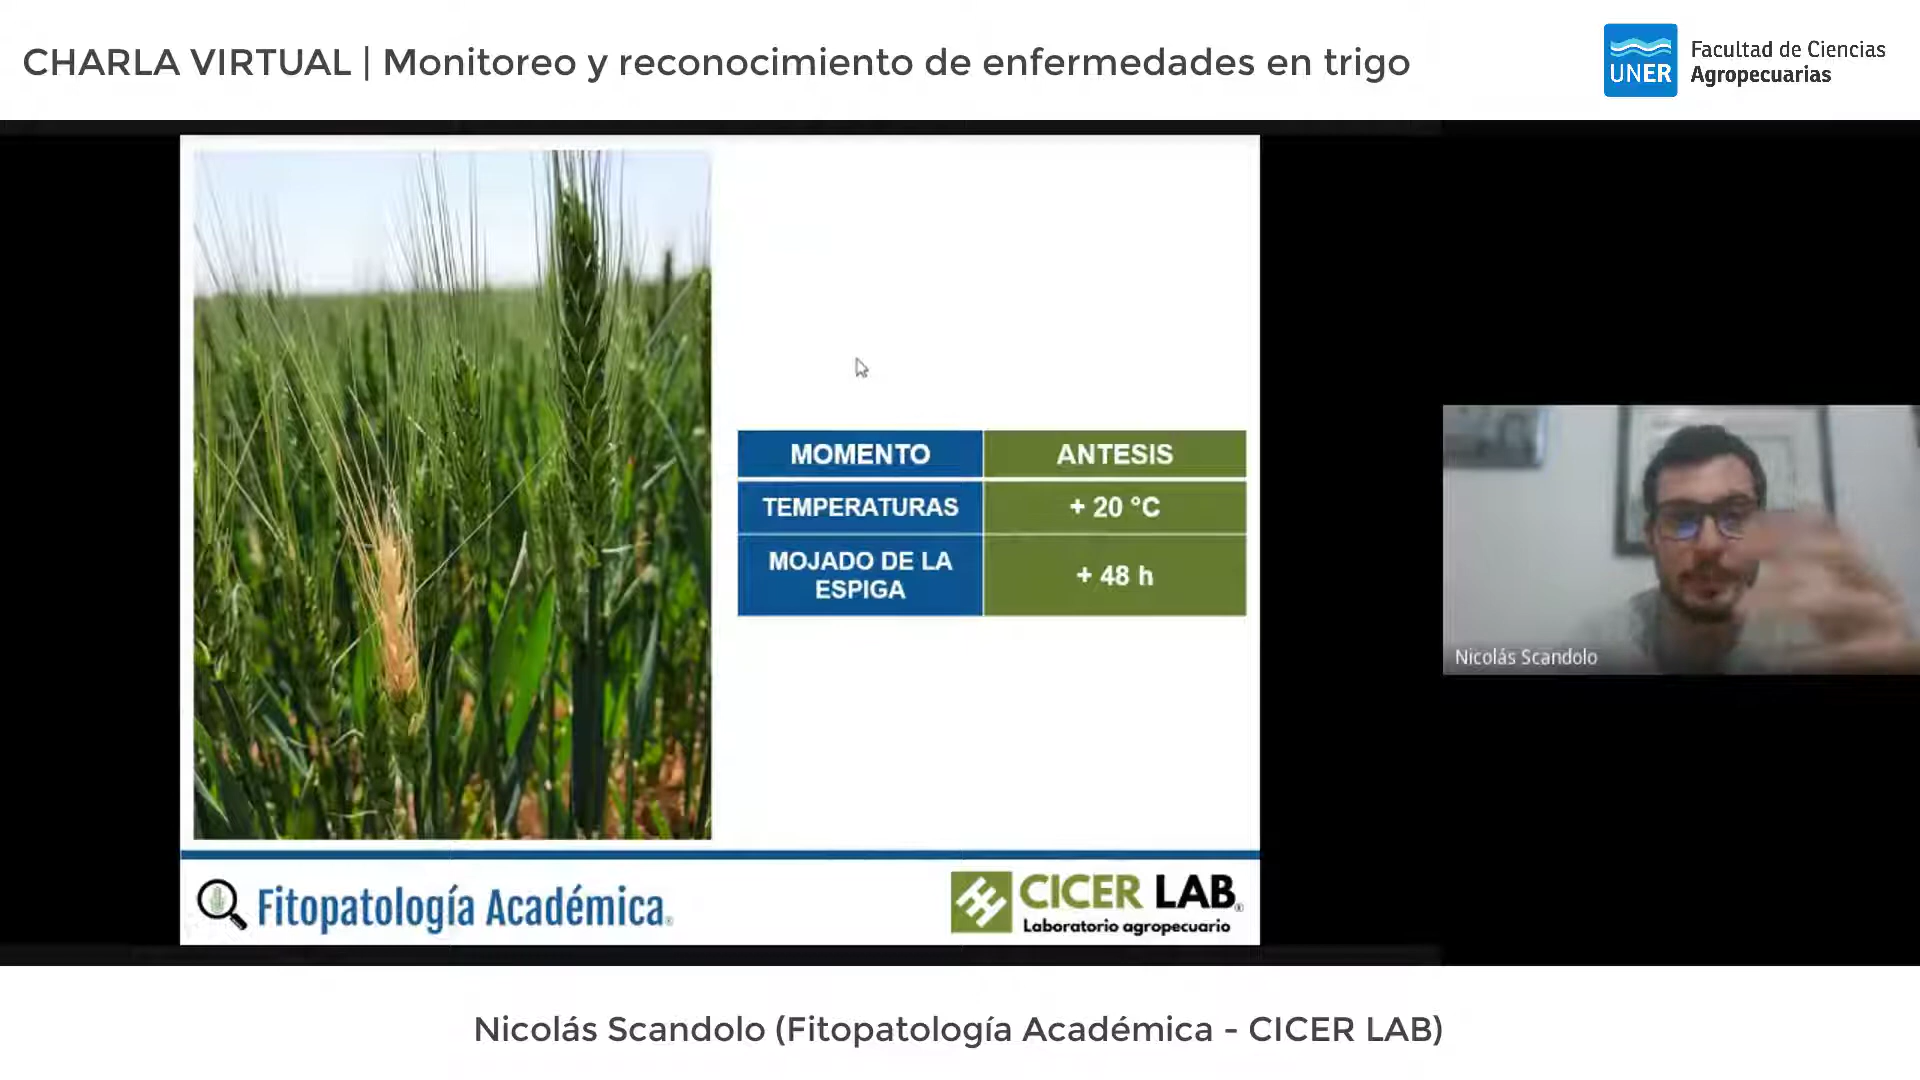 CHARLA VIRTUAL | Monitoreo y reconocimiento de enfermedades en trigo
UNER
Facultad de Ciencias
Agropecuarias
MOMENTO
ANTESIS
TEMPERATURAS
+ 20 °C
MOJADO DE LA
ESPIGA
+ 48 h
Nicolás Scandolo
Fitopatología Académica®
CICER LAB®
Laboratorio agropecuario
Nicolás Scandolo (Fitopatología Académica - CICER LAB)